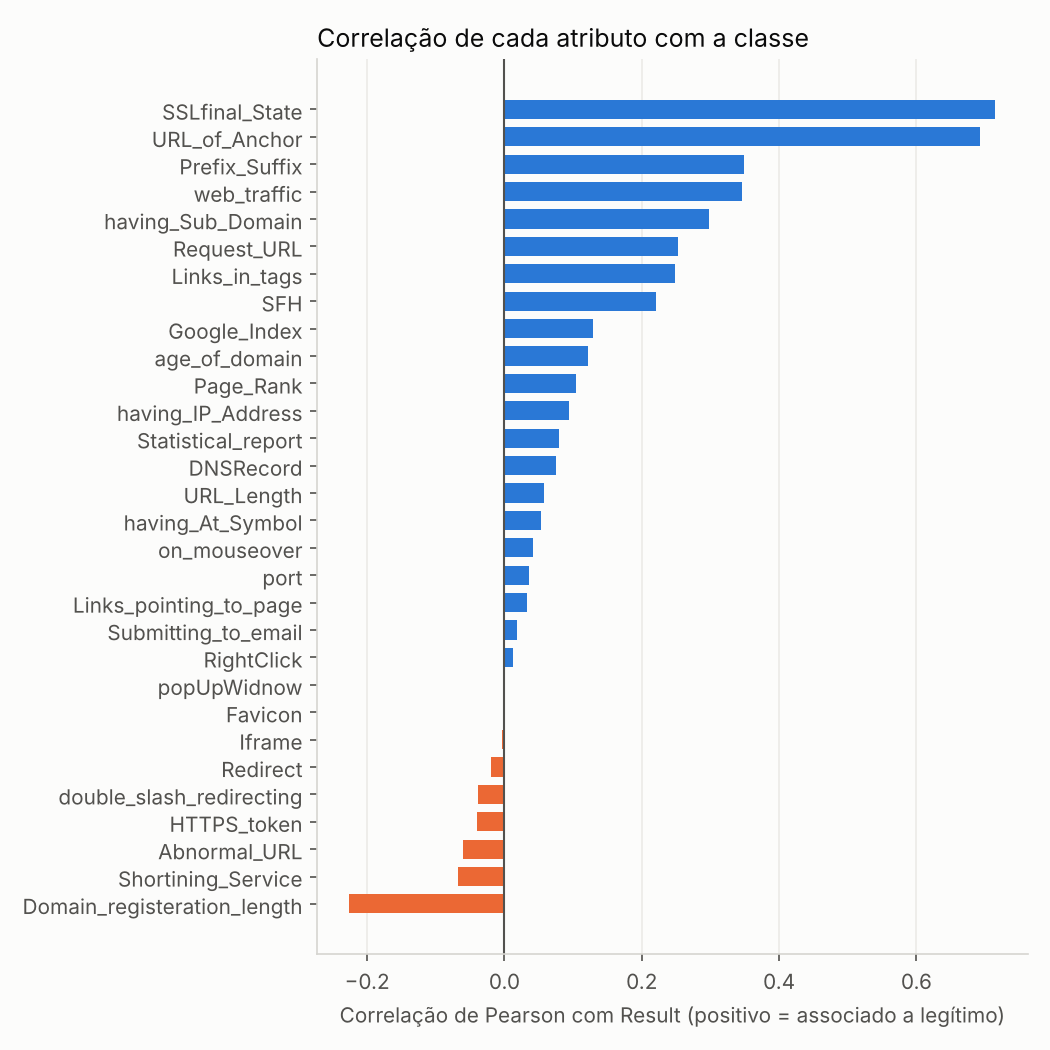 Correlação de cada atributo com a classe
SSLfinal_State
URL_of_Anchor
Prefix_Suffix
web_traffic
having_Sub_Domain
Request_URL
Links_in_tags
SFH
Google_Index
age_of_domain
Page_Rank
having_IP_Address
Statistical_report
DNSRecord
URL_Length
having_At_Symbol
on_mouseover
port
Links_pointing_to_page
Submitting_to_email
RightClick
popUpWidnow
Favicon
Iframe
Redirect
double_slash_redirecting
HTTPS_token
Abnormal_URL
Shortining_Service
Domain_registeration_length
−0.2 0.0 0.2 0.4 0.6
Correlação de Pearson com Result (positivo = associado a legítimo)